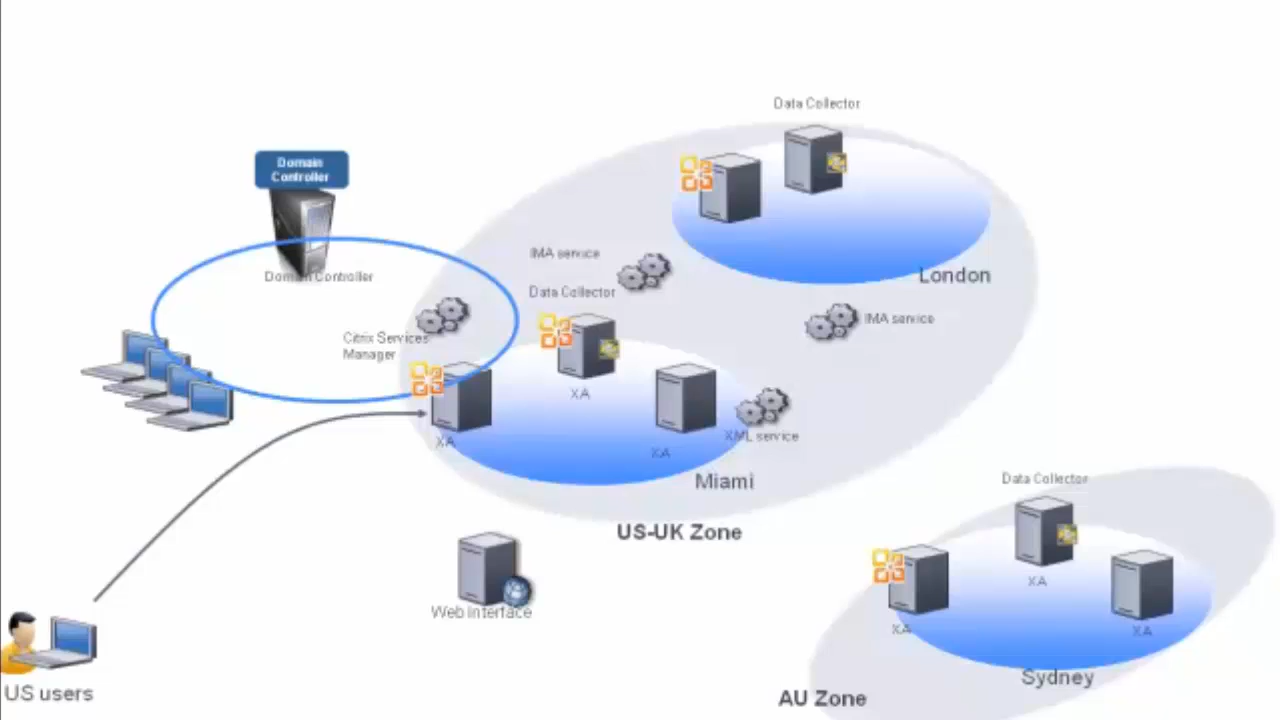 Data Collector
Domain
Controller
IMA service
Domain Controller
London
Data Collector
IMA service
Citrix Services
Manager
XA
XML service
XA
XA
Miami
Data Collector
US-UK Zone
XA
Web Interface
XA
XA
Sydney
US users
AU Zone